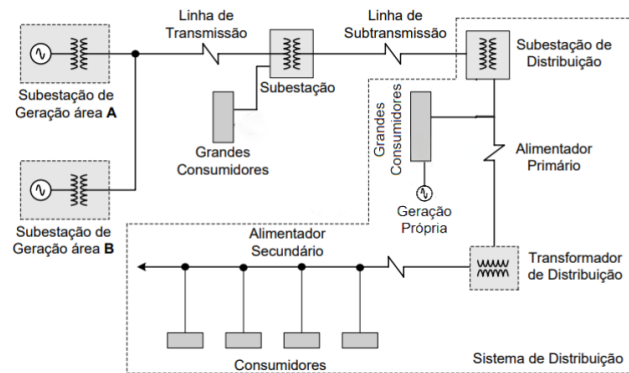 Linha de
Transmissão
Linha de
Subtransmissão
Subestação de
Geração área A
Subestação
Subestação de
Distribuição
Grandes
Consumidores
Grandes
Consumidores
Alimentador
Primário
Geração
Própria
Subestação de
Geração área B
Alimentador
Secundário
Transformador
de Distribuição
Consumidores
Sistema de Distribuição